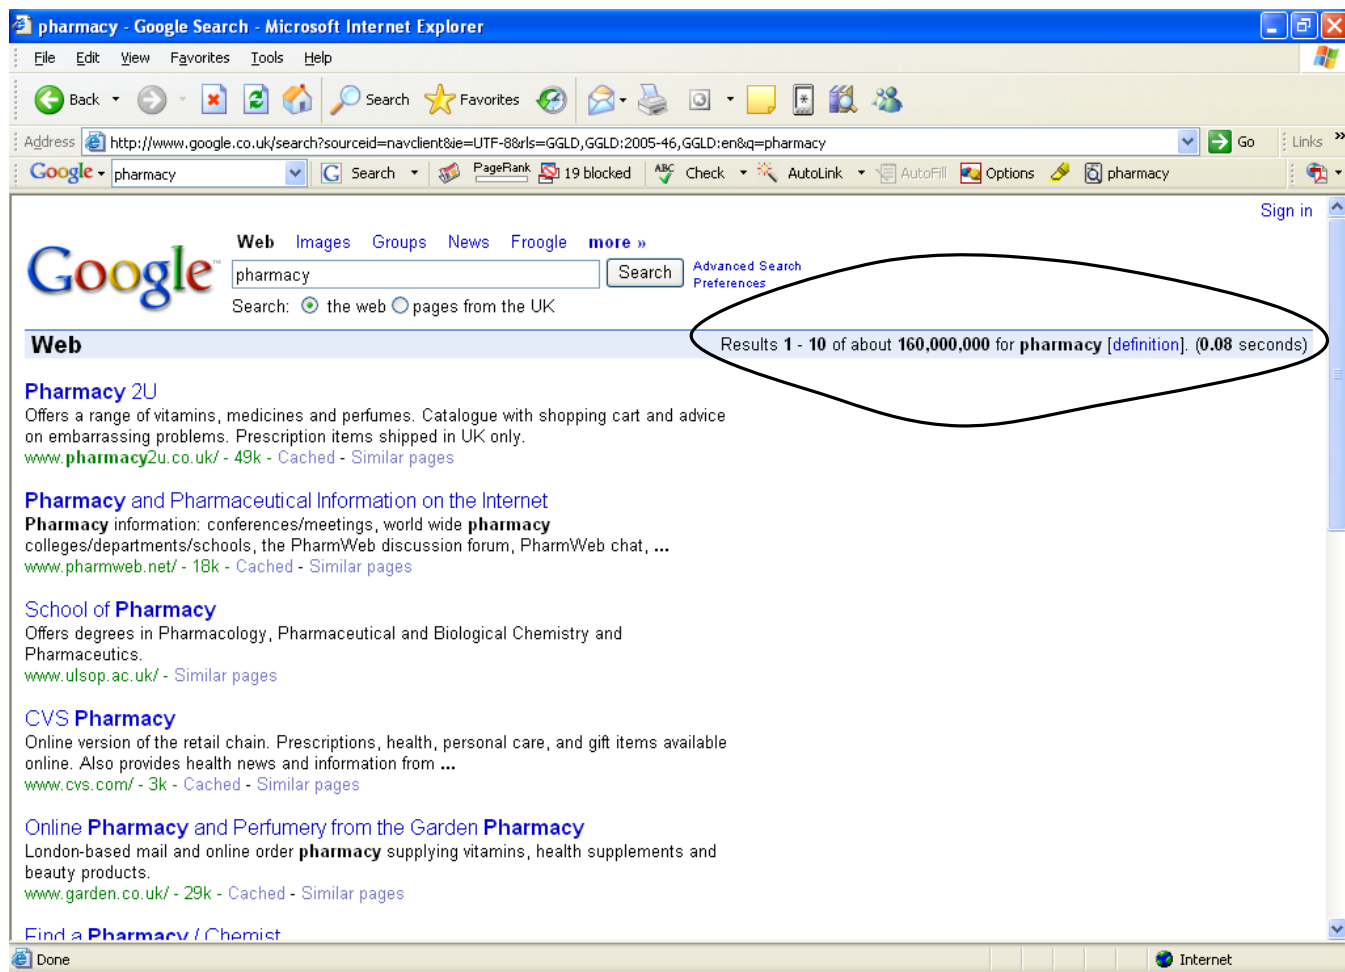 pharmacy - Google Search - Microsoft Internet Explorer
File Edit View Favorites Tools Help
Back Search Favorites
Address http://www.google.co.uk/search?sourceid=navclient&ie=UTF-8&rls=GGLD,GGLD:2005-46,GGLD:en&q=pharmacy Go Links »
Google pharmacy G Search PageRank 19 blocked ABC Check AutoLink AutoFill Options pharmacy
Sign in
Web Images Groups News Froogle more »
Google™ pharmacy Search Advanced Search
Preferences
Search: the web pages from the UK
Web Results 1 - 10 of about 160,000,000 for pharmacy [definition]. (0.08 seconds)
Pharmacy 2U
Offers a range of vitamins, medicines and perfumes. Catalogue with shopping cart and advice
on embarrassing problems. Prescription items shipped in UK only.
www.pharmacy2u.co.uk/ - 49k - Cached - Similar pages
Pharmacy and Pharmaceutical Information on the Internet
Pharmacy information: conferences/meetings, world wide pharmacy
colleges/departments/schools, the PharmWeb discussion forum, PharmWeb chat, ...
www.pharmweb.net/ - 18k - Cached - Similar pages
School of Pharmacy
Offers degrees in Pharmacology, Pharmaceutical and Biological Chemistry and
Pharmaceutics.
www.ulsop.ac.uk/ - Similar pages
CVS Pharmacy
Online version of the retail chain. Prescriptions, health, personal care, and gift items available
online. Also provides health news and information from ...
www.cvs.com/ - 3k - Cached - Similar pages
Online Pharmacy and Perfumery from the Garden Pharmacy
London-based mail and online order pharmacy supplying vitamins, health supplements and
beauty products.
www.garden.co.uk/ - 29k - Cached - Similar pages
Find a Pharmacy / Chemist
Done Internet